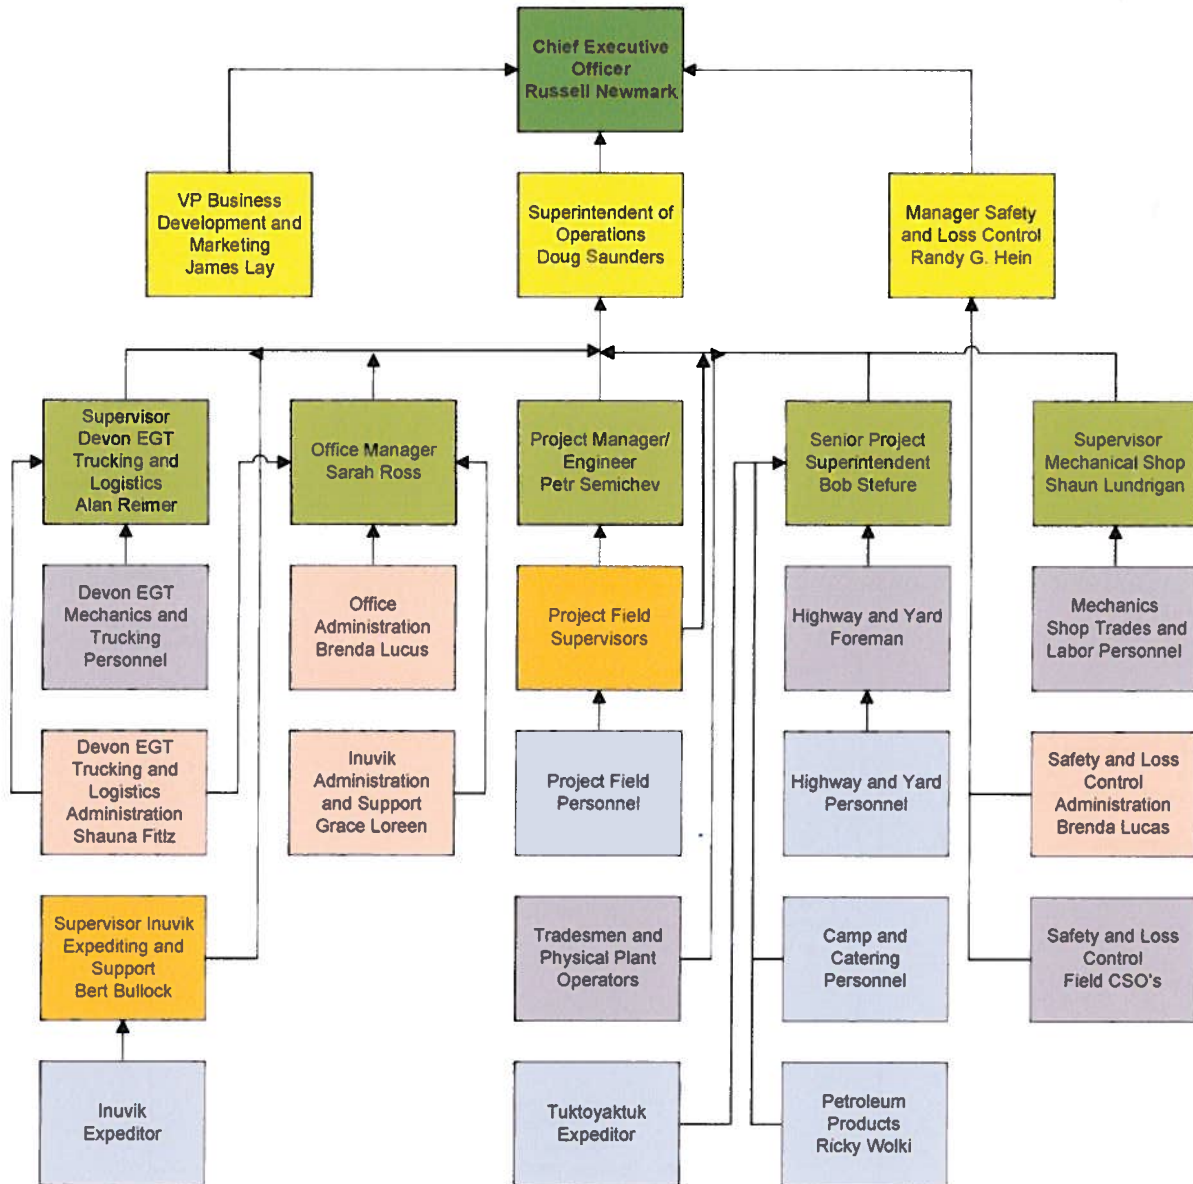 Chief Executive
Officer
Russell Newmark
VP Business
Development and
Marketing
James Lay
Superintendent of
Operations
Doug Saunders
Manager Safety
and Loss Control
Randy G. Hein
Supervisor
Devon EGT
Trucking and
Logistics
Alan Reimer
Office Manager
Sarah Ross
Project Manager/
Engineer
Petr Semichev
Senior Project
Superintendent
Bob Stefure
Supervisor
Mechanical Shop
Shaun Lundrigan
Devon EGT
Mechanics and
Trucking
Personnel
Office
Administration
Brenda Lucus
Project Field
Supervisors
Highway and Yard
Foreman
Mechanics
Shop Trades and
Labor Personnel
Devon EGT
Trucking and
Logistics
Administration
Shauna Fitlz
Inuvik
Administration
and Support
Grace Loreen
Project Field
Personnel
Highway and Yard
Personnel
Safety and Loss
Control
Administration
Brenda Lucas
Supervisor Inuvik
Expediting and
Support
Bert Bullock
Tradesmen and
Physical Plant
Operators
Camp and
Catering
Personnel
Safety and Loss
Control
Field CSO's
Inuvik
Expeditor
Tuktoyaktuk
Expeditor
Petroleum
Products
Ricky Wolki